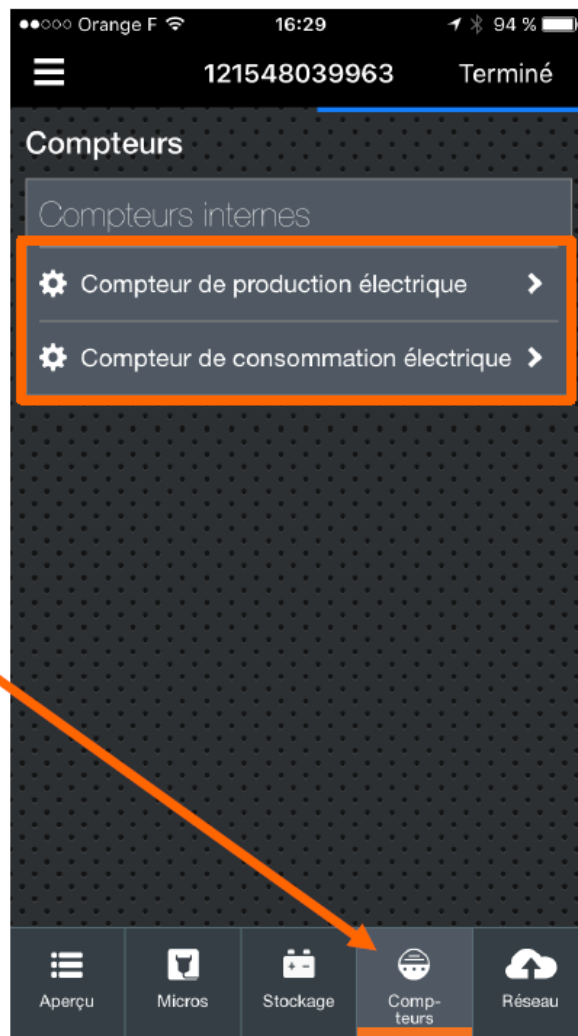 Orange F 16:29 94 %
121548039963 Terminé
Compteurs
Compteurs internes
Compteur de production électrique
Compteur de consommation électrique
Aperçu Micros Stockage Comp- Réseau
teurs